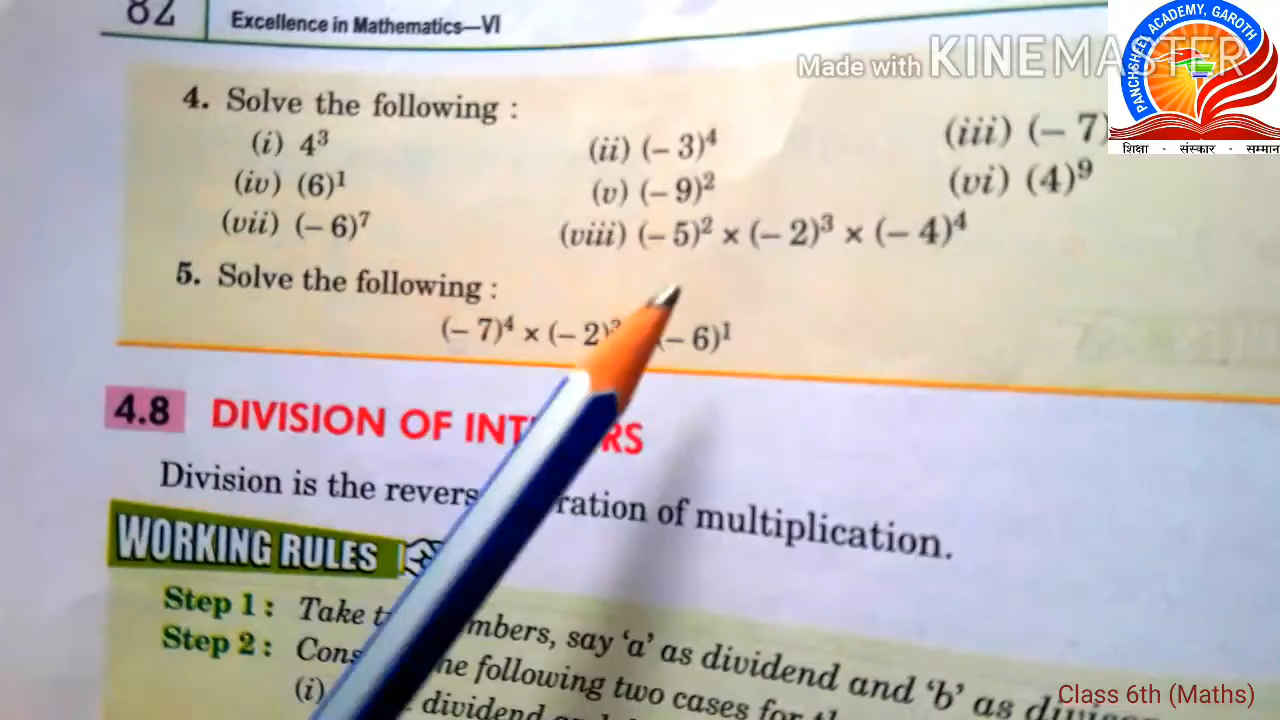 82 Excellence in Mathematics—VI
Made with KINEMASTER
PANCHSHEEL ACADEMY, GAROTH
शिक्षा - संस्कार - सम्मान
4. Solve the following :
(i) 4³ (ii) (– 3)⁴ (iii) (– 7)
(iv) (6)¹ (v) (– 9)² (vi) (4)⁹
(vii) (– 6)⁷ (viii) (– 5)² × (– 2)³ × (– 4)⁴
5. Solve the following :
(– 7)⁴ × (– 2) (– 6)¹
4.8 DIVISION OF INT RS
Division is the revers ration of multiplication.
WORKING RULES
Step 1 : Take t mbers, say ‘a’ as dividend and ‘b’ as
Step 2 : Cons he following two cases for
(i) dividend
Class 6th (Maths)